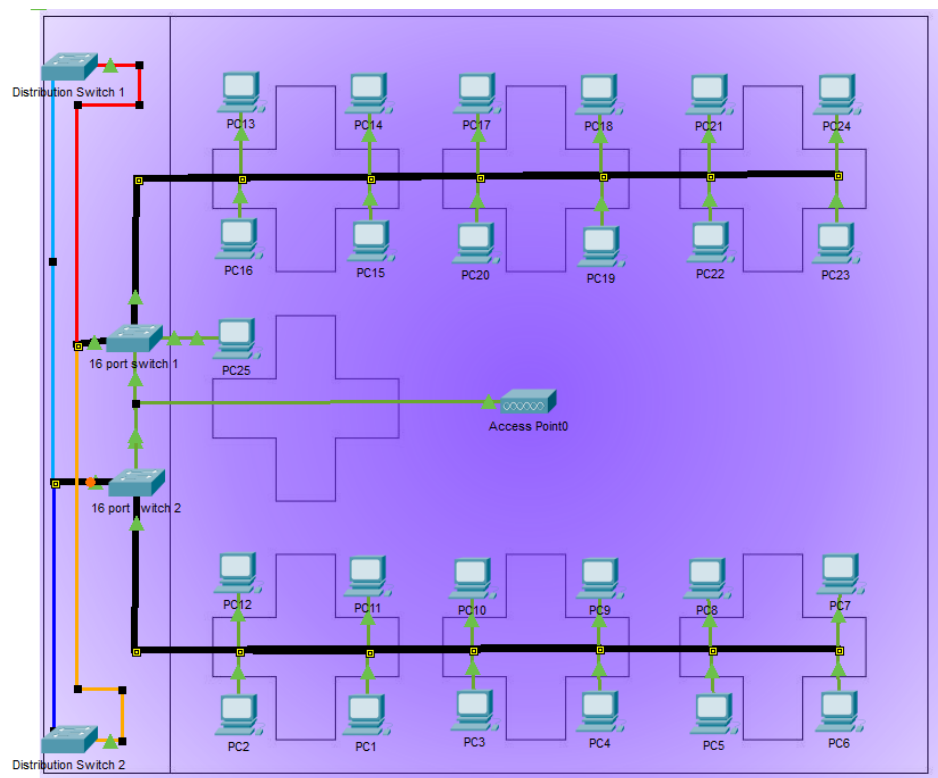 Distribution Switch 1
PC13
PC14
PC17
PC18
PC21
PC24
PC16
PC15
PC20
PC19
PC22
PC23
16 port switch 1
PC25
Access Point0
16 port switch 2
PC12
PC11
PC10
PC9
PC8
PC7
PC2
PC1
PC3
PC4
PC5
PC6
Distribution Switch 2